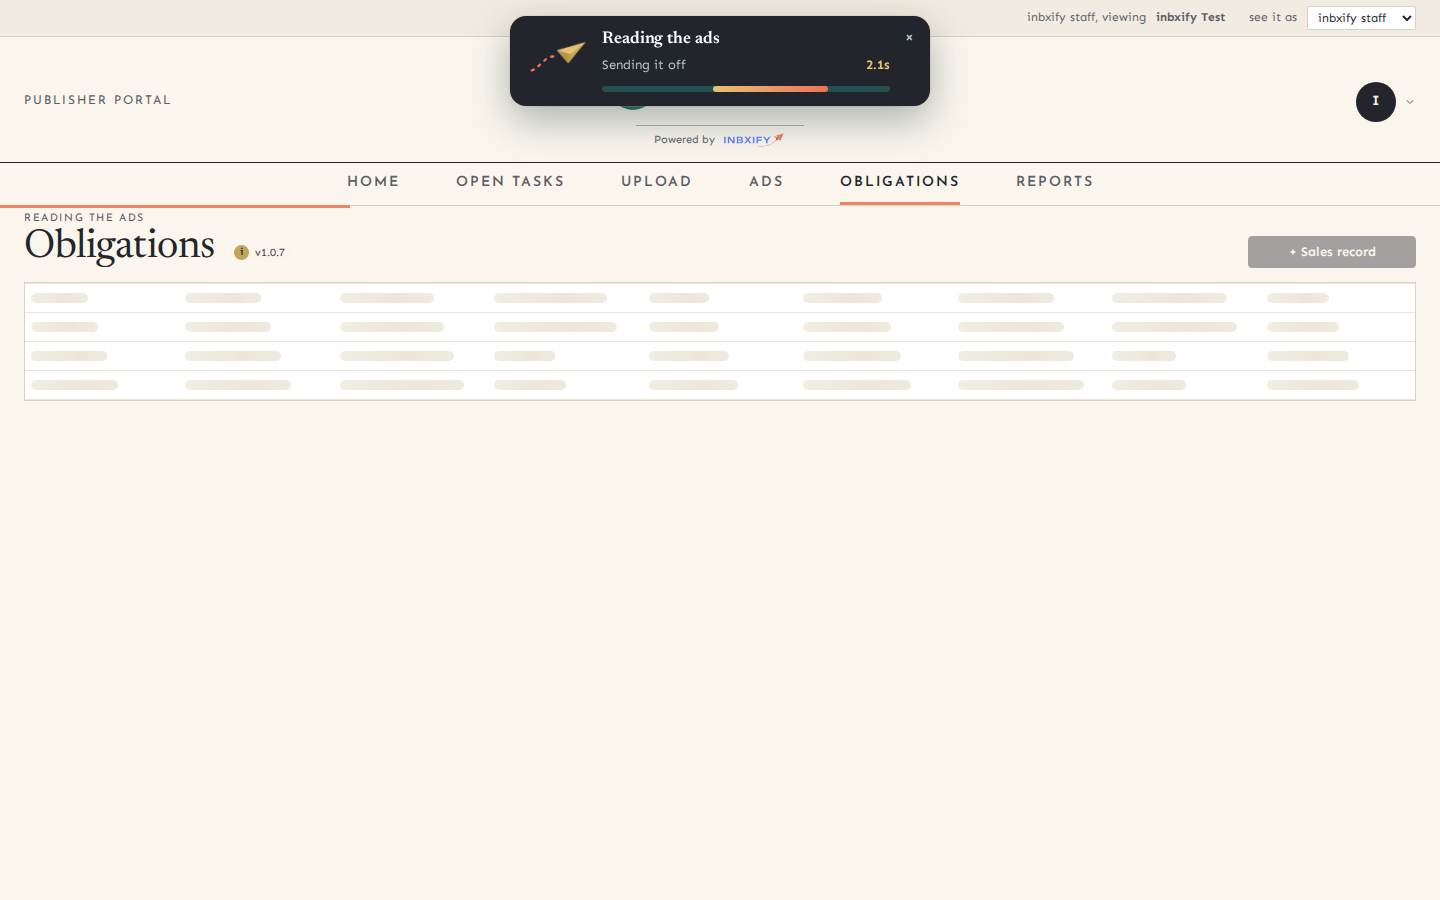 inbxify staff, viewing inbxify Test see it as inbxify staff
Reading the ads ×
Sending it off 2.1s
PUBLISHER PORTAL
I
Powered by INBXIFY
HOME OPEN TASKS UPLOAD ADS OBLIGATIONS REPORTS
READING THE ADS
Obligations i v1.0.7
+ Sales record